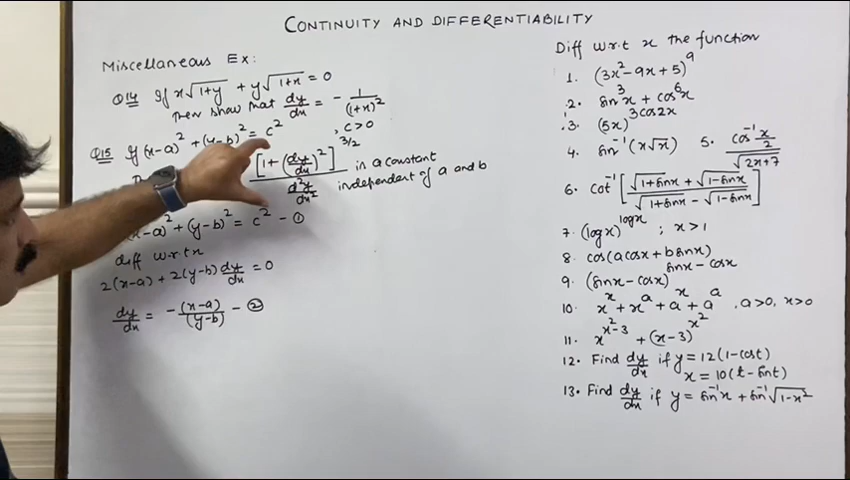 CONTINUITY AND DIFFERENTIABILITY
Miscellaneous Ex:
Q14 If x√(1+y) + y√(1+x) = 0
Then show that dy/dx = - 1/(1+x)²
Q15 If (x-a)² + (y-b)² = c² , c>0
[1 + (dy/dx)²]^(3/2) / (d²y/dx²) is a constant independent of a and b
(x-a)² + (y-b)² = c² - ①
diff w.r.t x
2(x-a) + 2(y-b) dy/dx = 0
dy/dx = - (x-a)/(y-b) - ②
Diff w.r.t x the function
1. (3x² - 9x + 5)⁹
2. sin³x + cos⁶x
3. (5x)^(3cos2x)
4. sin⁻¹(x√x)
5. cos⁻¹(x/2) / √(2x+7)
6. cot⁻¹[(√(1+sinx) + √(1-sinx)) / (√(1+sinx) - √(1-sinx))]
7. (logx)^(logx) ; x>1
8. cos(acosx + bsinx)
9. (sinx - cosx)^(sinx - cosx)
10. x^x + x^a + a^x + a^a , a>0, x>0
11. x^(x²-3) + (x-3)^(x²)
12. Find dy/dx if y = 12(1-cost)
x = 10(t - sint)
13. Find dy/dx if y = sin⁻¹x + sin⁻¹√(1-x²)